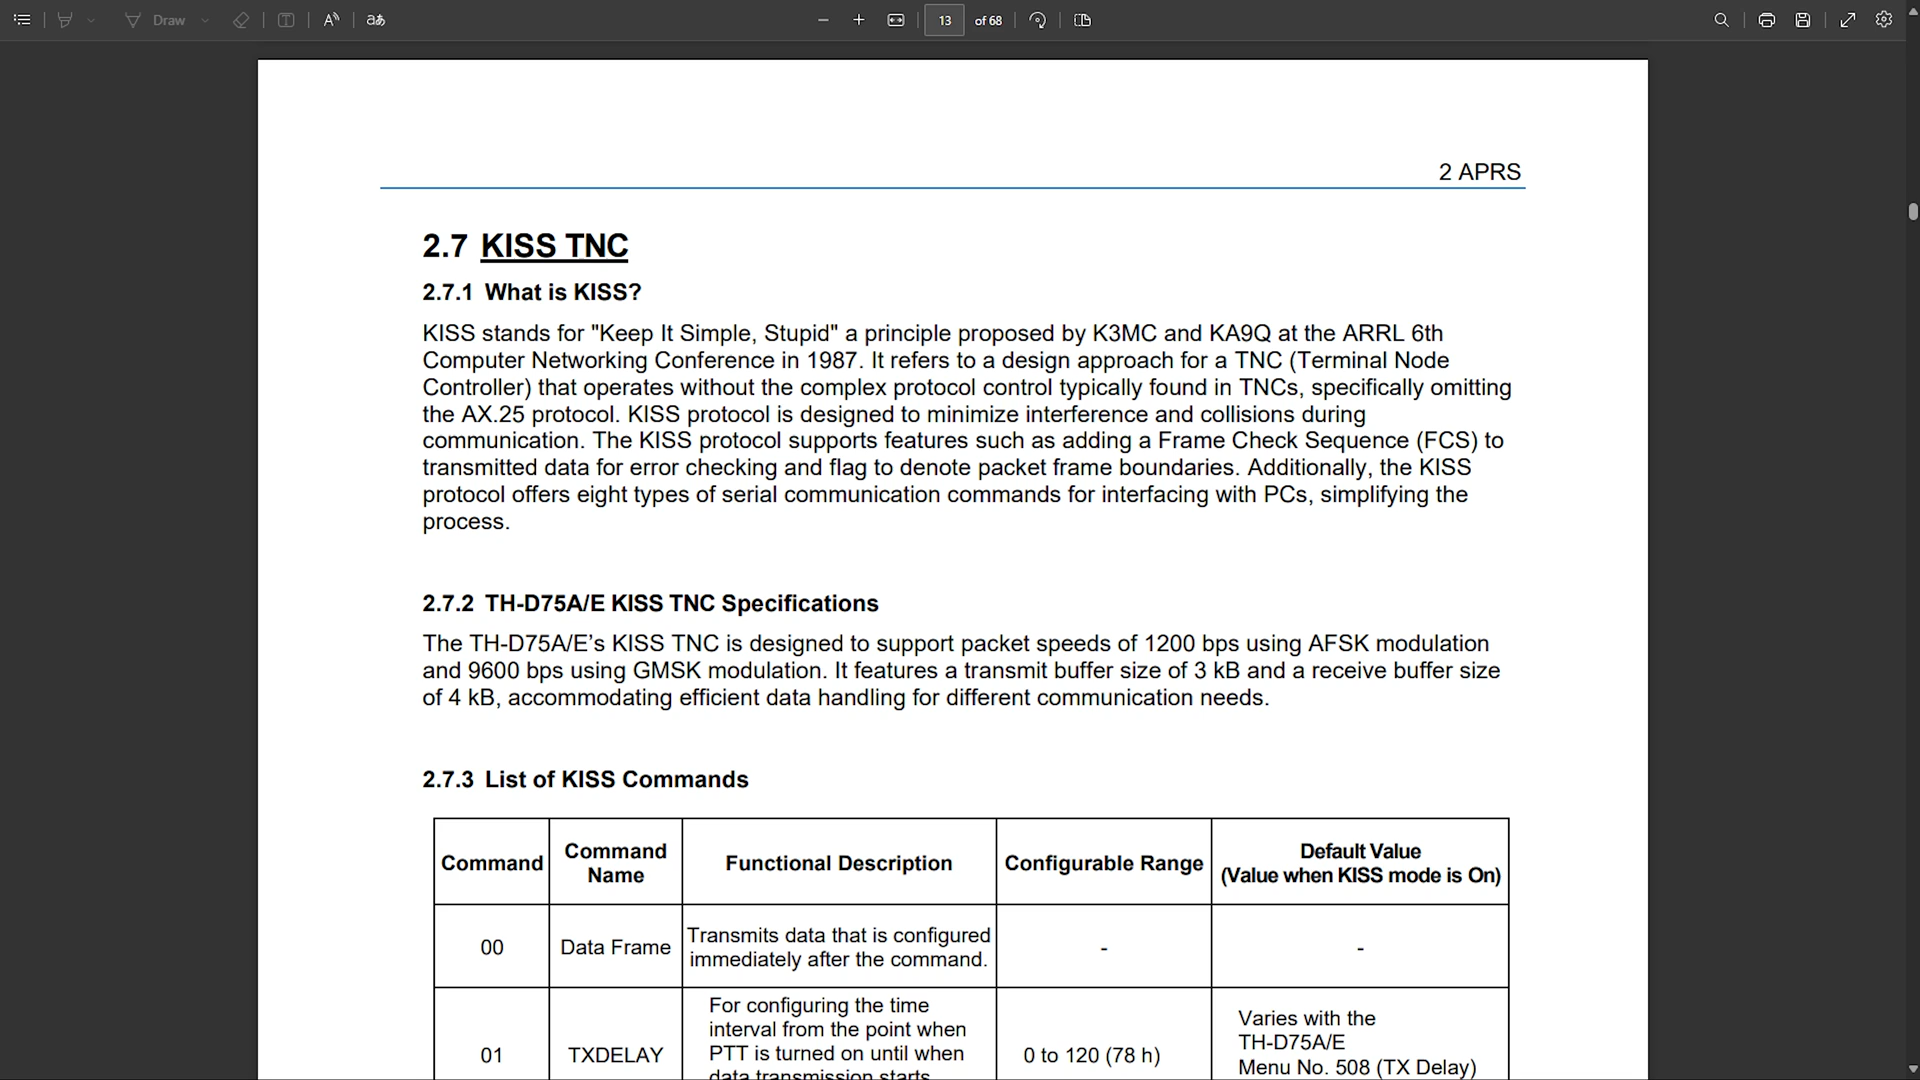 Draw
aあ
13 of 68
2 APRS
2.7 KISS TNC
2.7.1 What is KISS?
KISS stands for "Keep It Simple, Stupid" a principle proposed by K3MC and KA9Q at the ARRL 6th
Computer Networking Conference in 1987. It refers to a design approach for a TNC (Terminal Node
Controller) that operates without the complex protocol control typically found in TNCs, specifically omitting
the AX.25 protocol. KISS protocol is designed to minimize interference and collisions during
communication. The KISS protocol supports features such as adding a Frame Check Sequence (FCS) to
transmitted data for error checking and flag to denote packet frame boundaries. Additionally, the KISS
protocol offers eight types of serial communication commands for interfacing with PCs, simplifying the
process.
2.7.2 TH-D75A/E KISS TNC Specifications
The TH-D75A/E’s KISS TNC is designed to support packet speeds of 1200 bps using AFSK modulation
and 9600 bps using GMSK modulation. It features a transmit buffer size of 3 kB and a receive buffer size
of 4 kB, accommodating efficient data handling for different communication needs.
2.7.3 List of KISS Commands
Command
Command
Name
Functional Description
Configurable Range
Default Value
(Value when KISS mode is On)
00
Data Frame
Transmits data that is configured
immediately after the command.
-
-
01
TXDELAY
For configuring the time
interval from the point when
PTT is turned on until when
data transmission starts
0 to 120 (78 h)
Varies with the
TH-D75A/E
Menu No. 508 (TX Delay)